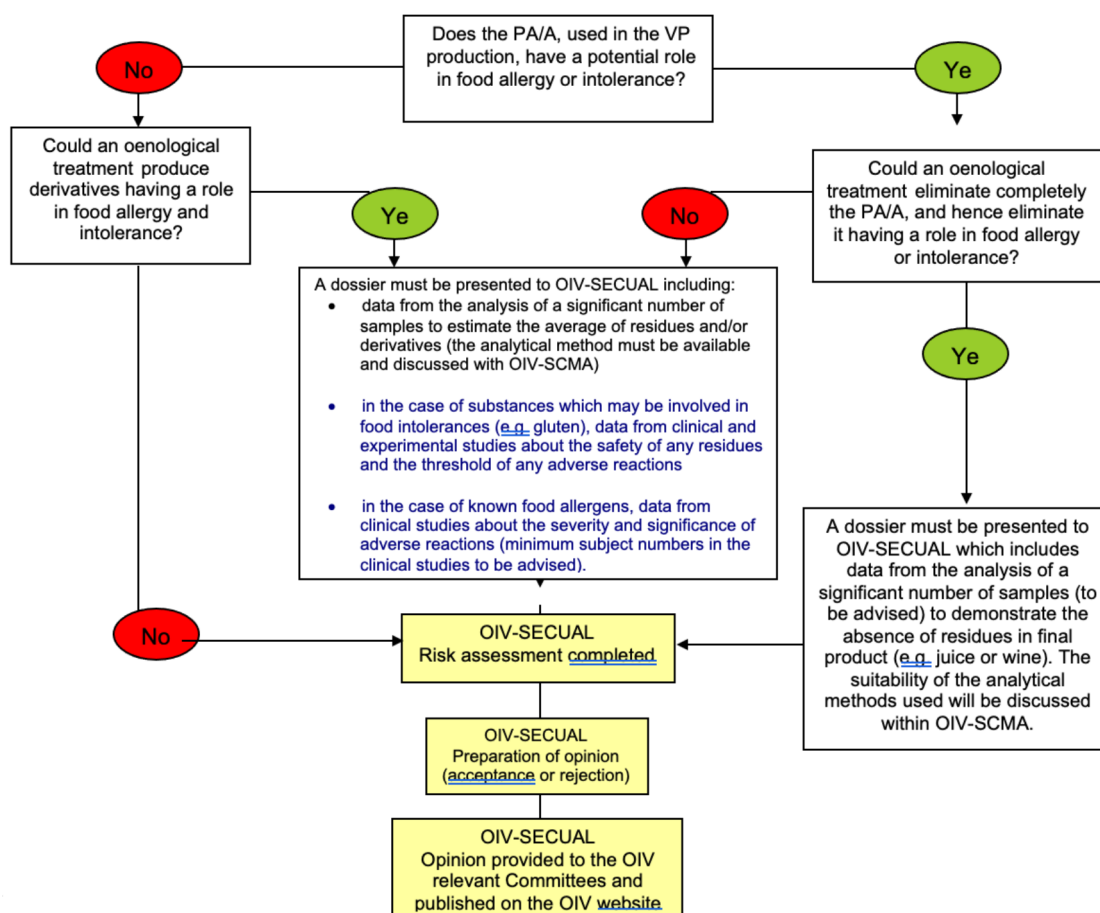 Does the PA/A, used in the VP
production, have a potential role
in food allergy or intolerance?
No
Ye
Could an oenological
treatment produce
derivatives having a role
in food allergy and
intolerance?
Ye
No
Could an oenological
treatment eliminate completely
the PA/A, and hence eliminate
it having a role in food allergy
or intolerance?
Ye
A dossier must be presented to OIV-SECUAL including:
• data from the analysis of a significant number of
samples to estimate the average of residues and/or
derivatives (the analytical method must be available
and discussed with OIV-SCMA)
• in the case of substances which may be involved in
food intolerances (e.g. gluten), data from clinical and
experimental studies about the safety of any residues
and the threshold of any adverse reactions
• in the case of known food allergens, data from
clinical studies about the severity and significance of
adverse reactions (minimum subject numbers in the
clinical studies to be advised).
A dossier must be presented to
OIV-SECUAL which includes
data from the analysis of a
significant number of samples (to
be advised) to demonstrate the
absence of residues in final
product (e.g. juice or wine). The
suitability of the analytical
methods used will be discussed
within OIV-SCMA.
No
OIV-SECUAL
Risk assessment completed
OIV-SECUAL
Preparation of opinion
(acceptance or rejection)
OIV-SECUAL
Opinion provided to the OIV
relevant Committees and
published on the OIV website